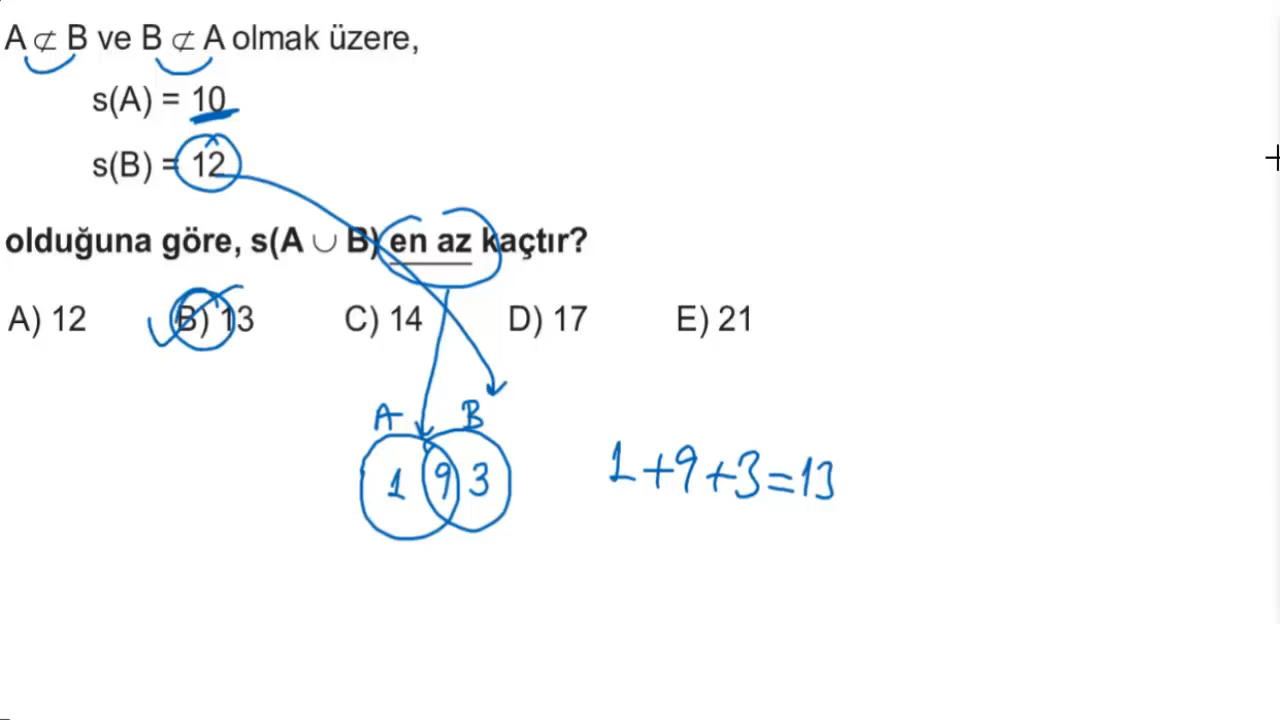 A ⊄ B ve B ⊄ A olmak üzere,
s(A) = 10
s(B) = 12
olduğuna göre, s(A ∪ B) en az kaçtır?
A) 12 B) 13 C) 14 D) 17 E) 21
A B
1 9 3 1+9+3=13